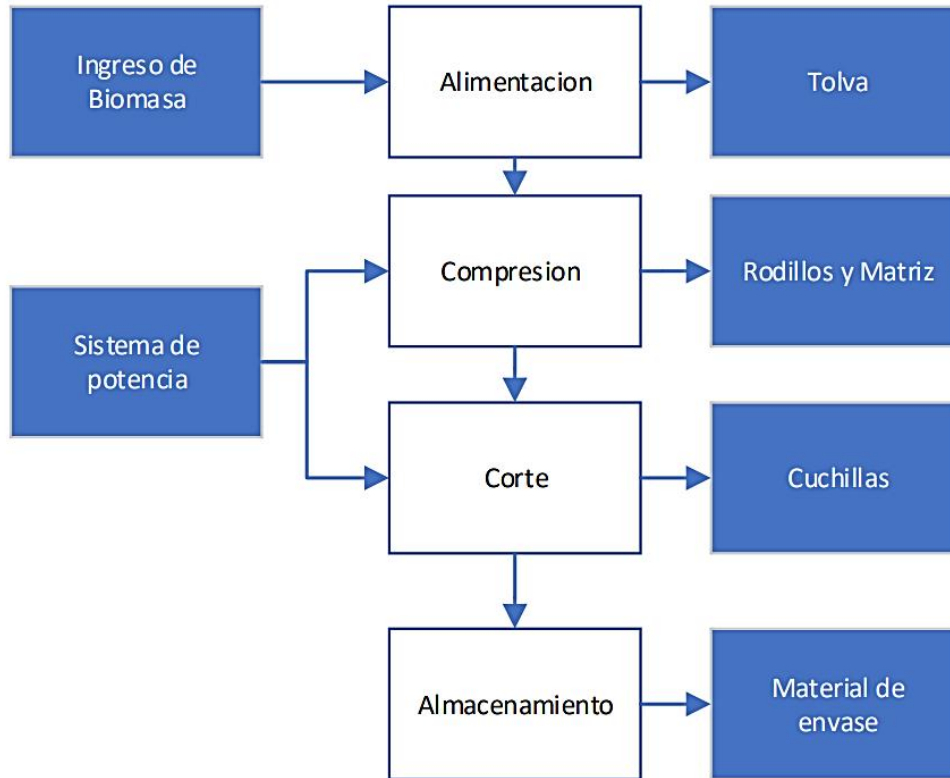 Ingreso de
Biomasa
Alimentacion
Tolva
Compresion
Rodillos y Matriz
Sistema de
potencia
Corte
Cuchillas
Almacenamiento
Material de
envase